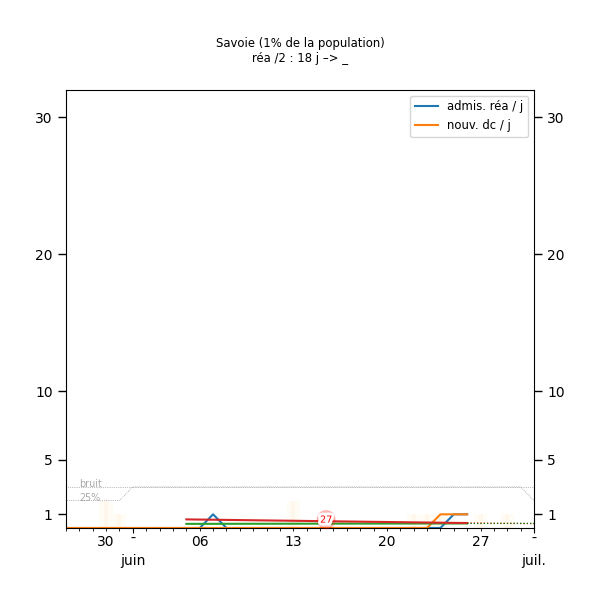 Savoie (1% de la population)
réa /2 : 18 j –> _
admis. réa / j
nouv. dc / j
30 30
20 20
10 10
5 5
bruit
25%
27
1 1
30 - 06 13 20 27 -
juin juil.